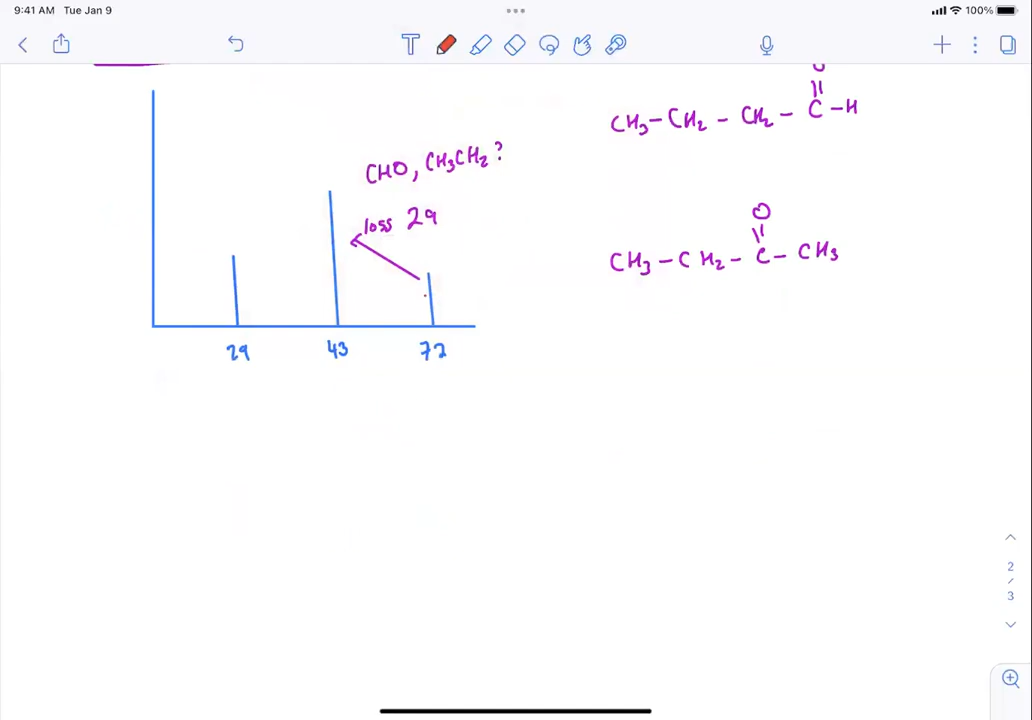 9:41 AM Tue Jan 9
100%
O
CH3-CH2-CH2-C-H
CHO, CH3CH2?
loss 29
O
CH3-CH2-C-CH3
29 43 72
2
/
3